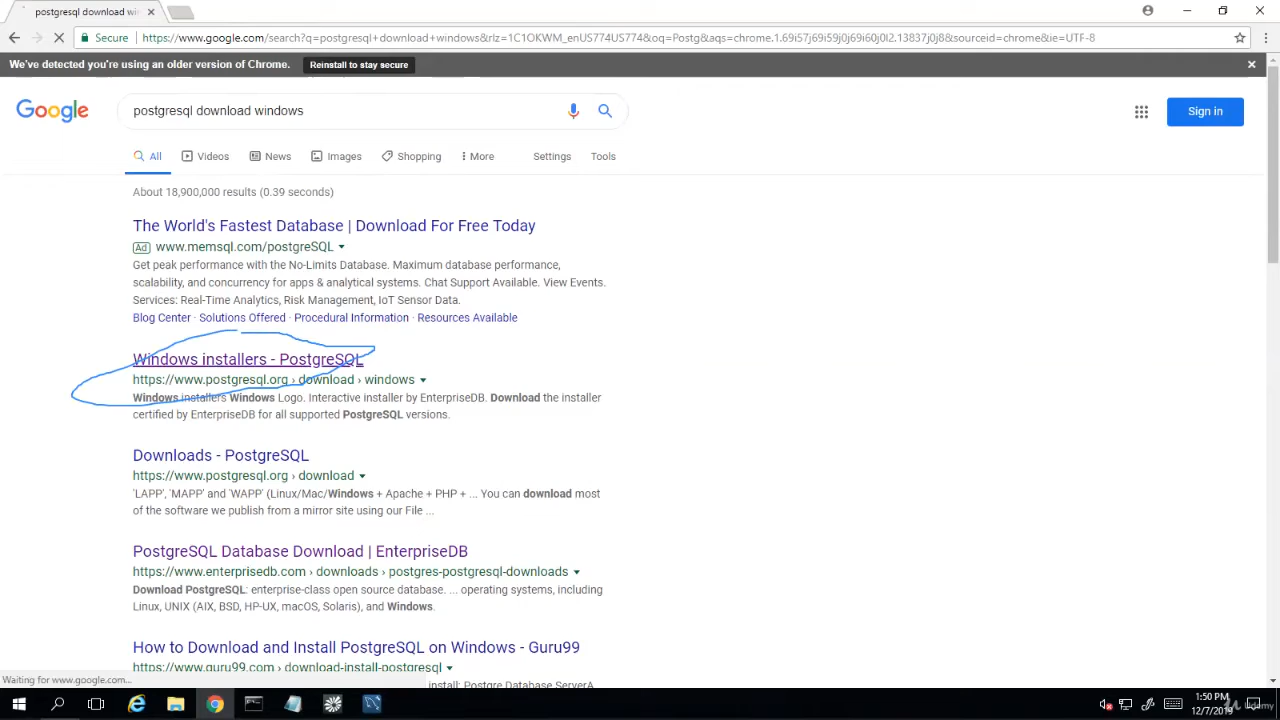 postgresql download win
Secure https://www.google.com/search?q=postgresql+download+windows&rlz=1C1OKWM_enUS774US774&oq=Postg&aqs=chrome.1.69i57j69i59j0j69i60j0l2.13837j0j8&sourceid=chrome&ie=UTF-8
We've detected you're using an older version of Chrome. Reinstall to stay secure
Google postgresql download windows Sign in
All Videos News Images Shopping More Settings Tools
About 18,900,000 results (0.39 seconds)
The World's Fastest Database | Download For Free Today
Ad www.memsql.com/postgreSQL
Get peak performance with the No-Limits Database. Maximum database performance,
scalability, and concurrency for apps & analytical systems. Chat Support Available. View Events.
Services: Real-Time Analytics, Risk Management, IoT Sensor Data.
Blog Center · Solutions Offered · Procedural Information · Resources Available
Windows installers - PostgreSQL
https://www.postgresql.org › download › windows
Windows installers Windows Logo. Interactive installer by EnterpriseDB. Download the installer
certified by EnterpriseDB for all supported PostgreSQL versions.
Downloads - PostgreSQL
https://www.postgresql.org › download
'LAPP', 'MAPP' and 'WAPP' (Linux/Mac/Windows + Apache + PHP + ... You can download most
of the software we publish from a mirror site using our File ...
PostgreSQL Database Download | EnterpriseDB
https://www.enterprisedb.com › downloads › postgres-postgresql-downloads
Download PostgreSQL: enterprise-class open source database. ... operating systems, including
Linux, UNIX (AIX, BSD, HP-UX, macOS, Solaris), and Windows.
How to Download and Install PostgreSQL on Windows - Guru99
https://www.guru99.com › download-install-postgresql
install: Postge Database ServerA
Waiting for www.google.com...
1:50 PM
12/7/2019
Udemy